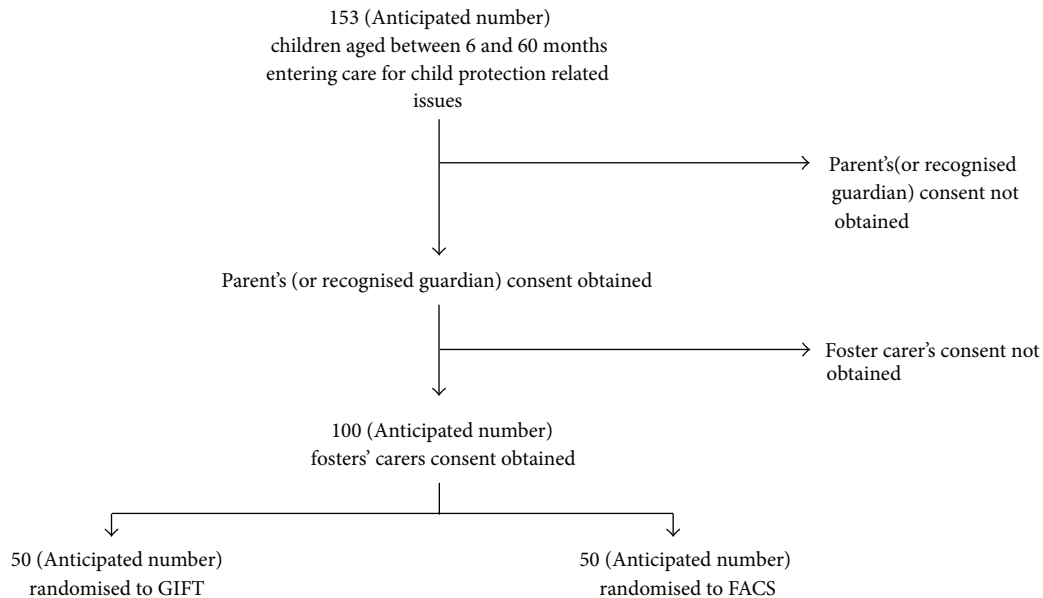 153 (Anticipated number)
children aged between 6 and 60 months
entering care for child protection related
issues
Parent's(or recognised
guardian) consent not
obtained
Parent's (or recognised guardian) consent obtained
Foster carer's consent not
obtained
100 (Anticipated number)
fosters' carers consent obtained
50 (Anticipated number)
randomised to GIFT
50 (Anticipated number)
randomised to FACS